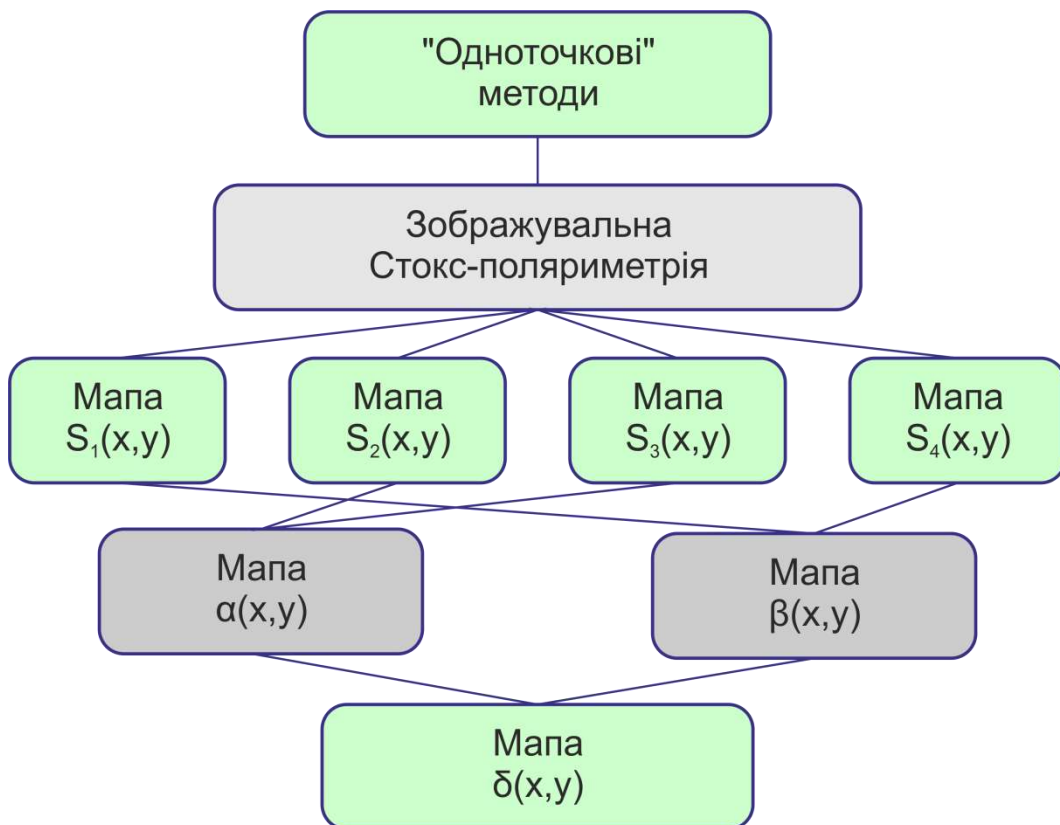 "Одноточкові"
методи
Зображувальна
Стокс-поляриметрія
Мапа
S₁(x,y)
Мапа
S₂(x,y)
Мапа
S₃(x,y)
Мапа
S₄(x,y)
Мапа
α(x,y)
Мапа
β(x,y)
Мапа
δ(x,y)